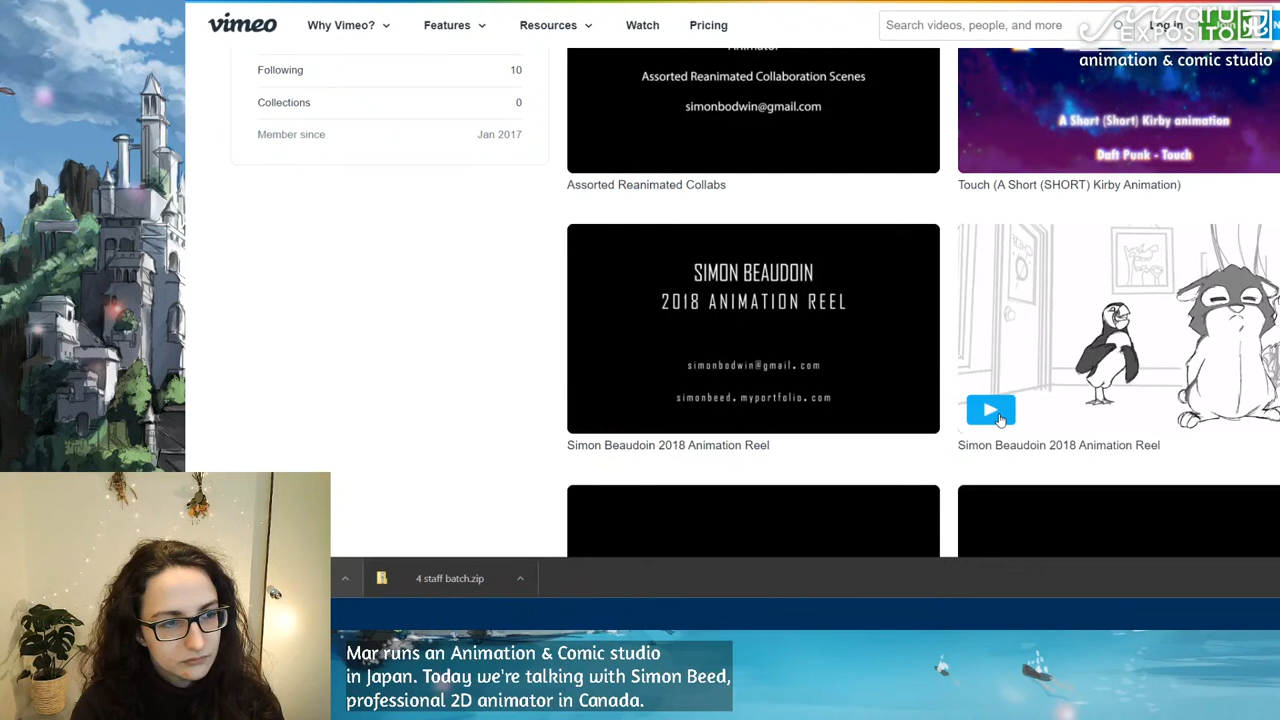 vimeo
Why Vimeo?
Features
Resources
Watch
Pricing
Search videos, people, and more
Log in
maru
EXPOSITO
animation & comic studio
Following 10
Collections 0
Member since Jan 2017
Animator
Assorted Reanimated Collaboration Scenes
simonbodwin@gmail.com
Assorted Reanimated Collabs
A Short (Short) Kirby animation
Daft Punk - Touch
Touch (A Short (SHORT) Kirby Animation)
SIMON BEAUDOIN
2018 ANIMATION REEL
simonbodwin@gmail.com
simonbeed.myportfolio.com
Simon Beaudoin 2018 Animation Reel
Simon Beaudoin 2018 Animation Reel
4 staff batch.zip
Mar runs an Animation & Comic studio
in Japan. Today we're talking with Simon Beed,
professional 2D animator in Canada.